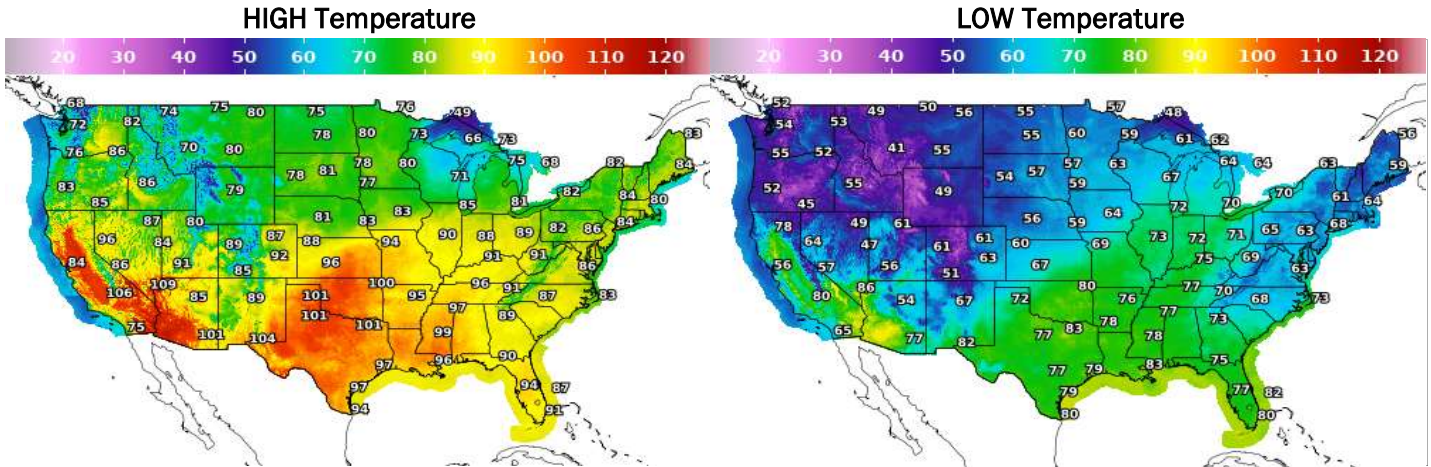 HIGH Temperature
LOW Temperature
20 30 40 50 60 70 80 90 100 110 120
20 30 40 50 60 70 80 90 100 110 120
68 74 75 80 75 76 49
72 82 78 80 73 66 73 83
76 86 70 80 78 80 75 68 82 84
83 86 79 78 81 77 71 82 84 80
85 85 81
87 80 81 83 83 84
96 84 89 87 88 94 90 88 89 82 86
84 86 91 85 92 96 91 91 86
106 109 85 89 101 100 95 96 91 87 83
75 101 104 101 101 97 99 89
97 96 90
97 94 87
94 91
52 49 50 56 55 57 48
54 53 55 60 59 61 62 56
55 52 41 55 57 63 64 64 63 59
52 55 49 54 57 59 67 70 61 64
45 72 70
78 49 61 56 59 64 68
64 47 61 61 60 69 73 72 71 65 63
56 57 56 51 63 67 75 69 63
80 86 54 67 72 80 76 77 70 68 73
65 77 82 77 83 78 77 78 73
77 79 83 75
79 77 82
80 80